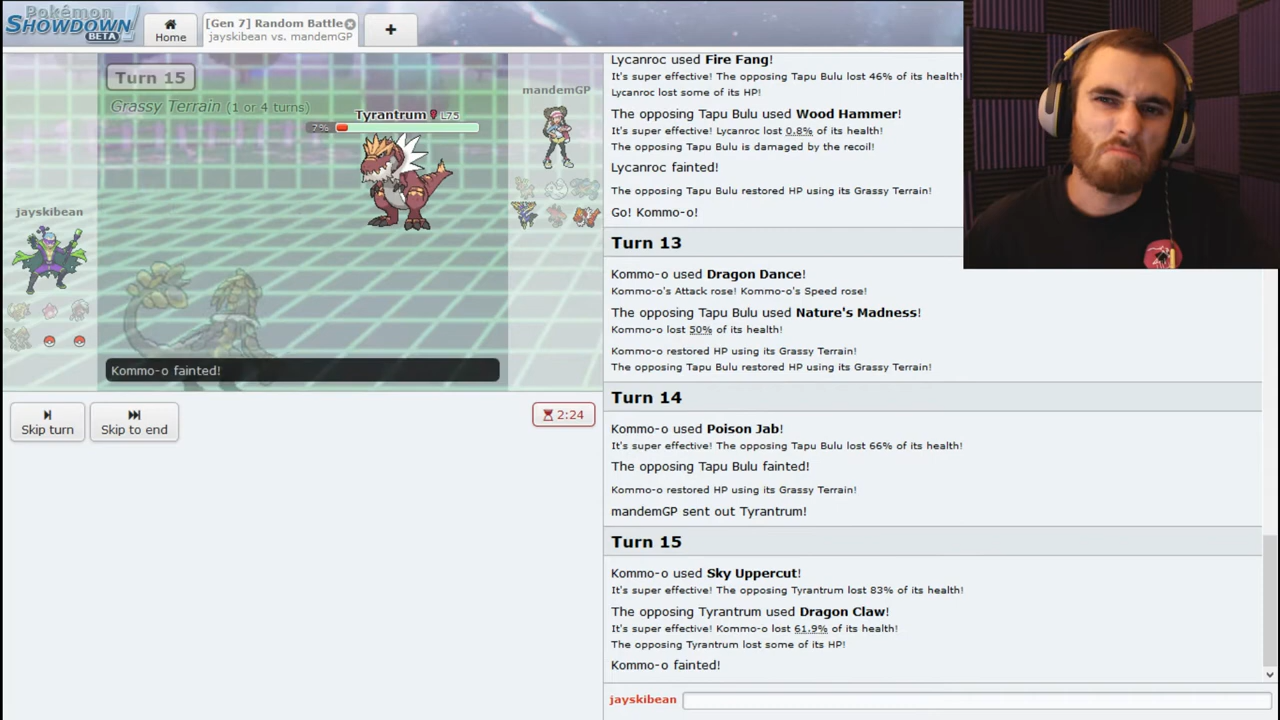 Pokémon
SHOWDOWN!
BETA
Home
[Gen 7] Random Battle
jayskibean vs. mandemGP
+
Turn 15
Grassy Terrain (1 or 4 turns)
Tyrantrum L75
7%
mandemGP
jayskibean
Kommo-o fainted!
Skip turn
Skip to end
2:24
Lycanroc used Fire Fang!
It's super effective! The opposing Tapu Bulu lost 46% of its health!
Lycanroc lost some of its HP!
The opposing Tapu Bulu used Wood Hammer!
It's super effective! Lycanroc lost 0.8% of its health!
The opposing Tapu Bulu is damaged by the recoil!
Lycanroc fainted!
The opposing Tapu Bulu restored HP using its Grassy Terrain!
Go! Kommo-o!
Turn 13
Kommo-o used Dragon Dance!
Kommo-o's Attack rose! Kommo-o's Speed rose!
The opposing Tapu Bulu used Nature's Madness!
Kommo-o lost 50% of its health!
Kommo-o restored HP using its Grassy Terrain!
The opposing Tapu Bulu restored HP using its Grassy Terrain!
Turn 14
Kommo-o used Poison Jab!
It's super effective! The opposing Tapu Bulu lost 66% of its health!
The opposing Tapu Bulu fainted!
Kommo-o restored HP using its Grassy Terrain!
mandemGP sent out Tyrantrum!
Turn 15
Kommo-o used Sky Uppercut!
It's super effective! The opposing Tyrantrum lost 83% of its health!
The opposing Tyrantrum used Dragon Claw!
It's super effective! Kommo-o lost 61.9% of its health!
The opposing Tyrantrum lost some of its HP!
Kommo-o fainted!
jayskibean